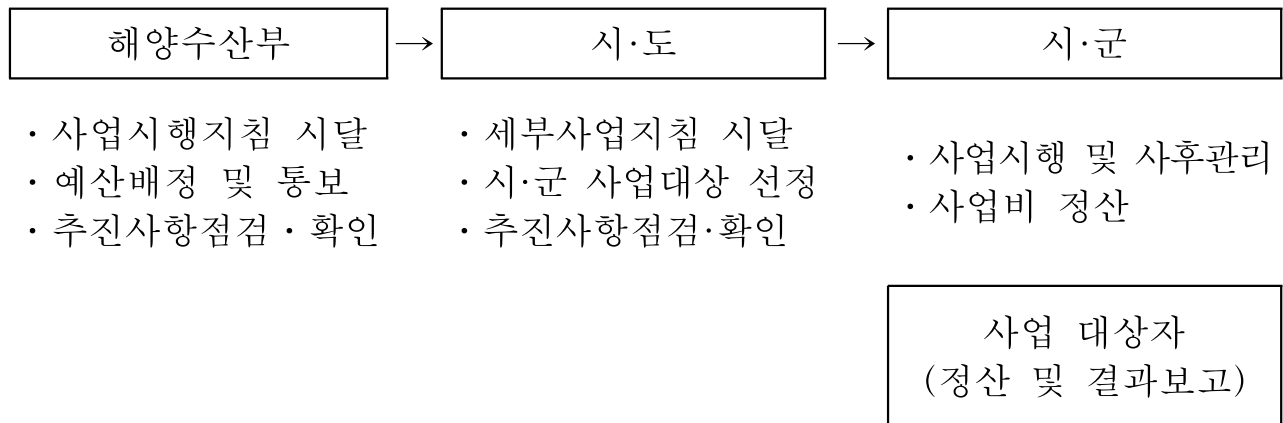 해양수산부 → 시·도 → 시·군
· 사업시행지침 시달
· 예산배정 및 통보
· 추진사항점검 · 확인
· 세부사업지침 시달
· 시·군 사업대상 선정
· 추진사항점검·확인
· 사업시행 및 사후관리
· 사업비 정산
사업 대상자
(정산 및 결과보고)